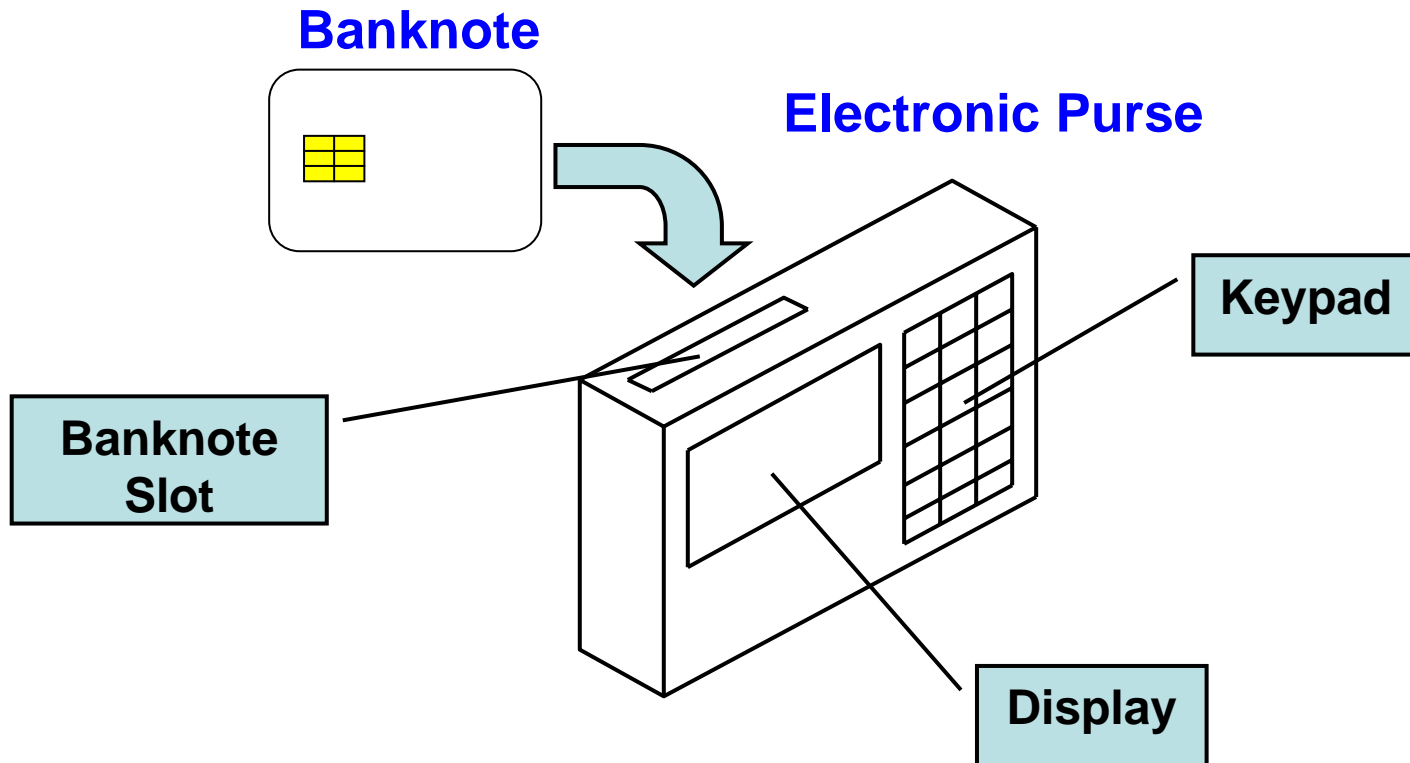 Banknote
Electronic Purse
Keypad
Banknote
Slot
Display